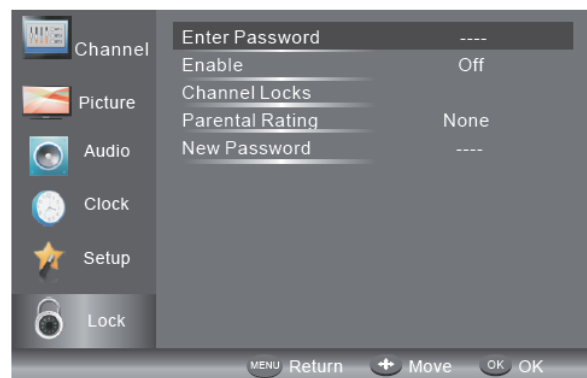 Channel
Picture
Audio
Clock
Setup
Lock
Enter Password ----
Enable Off
Channel Locks
Parental Rating None
New Password ----
MENU Return Move OK OK